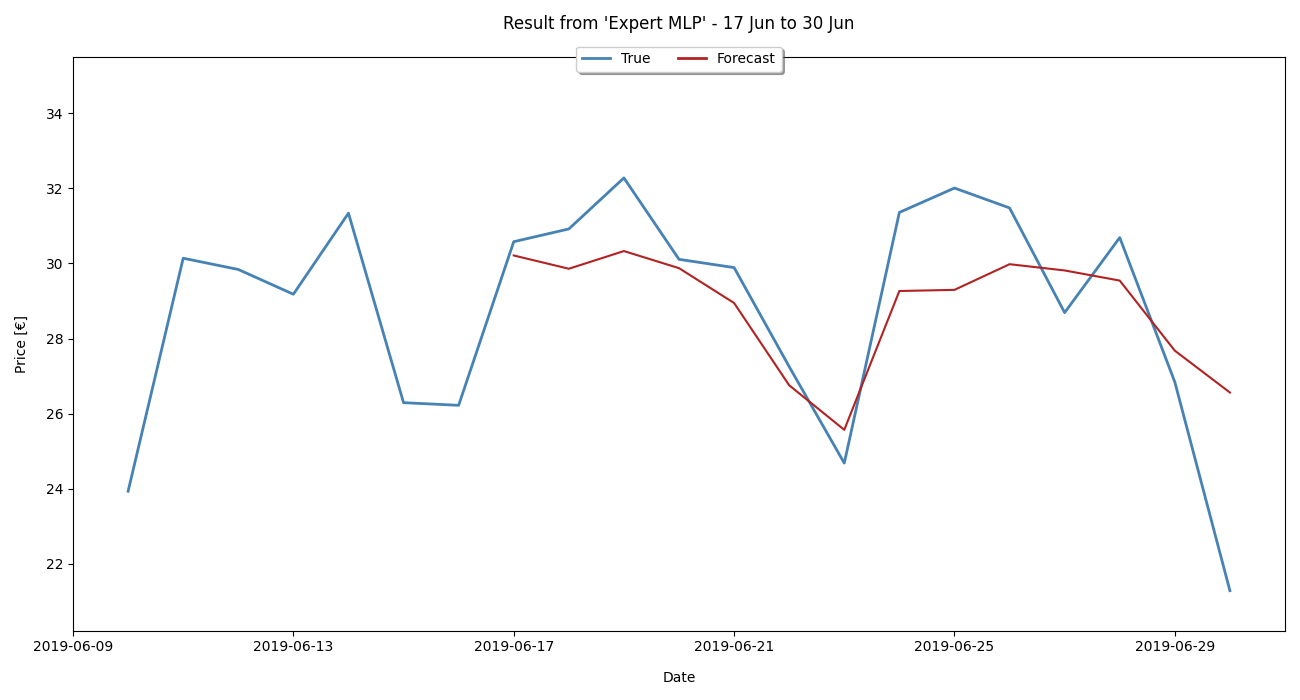 Result from 'Expert MLP' - 17 Jun to 30 Jun
True Forecast
34
32
30
28
26
24
22
Price [€]
2019-06-09 2019-06-13 2019-06-17 2019-06-21 2019-06-25 2019-06-29
Date